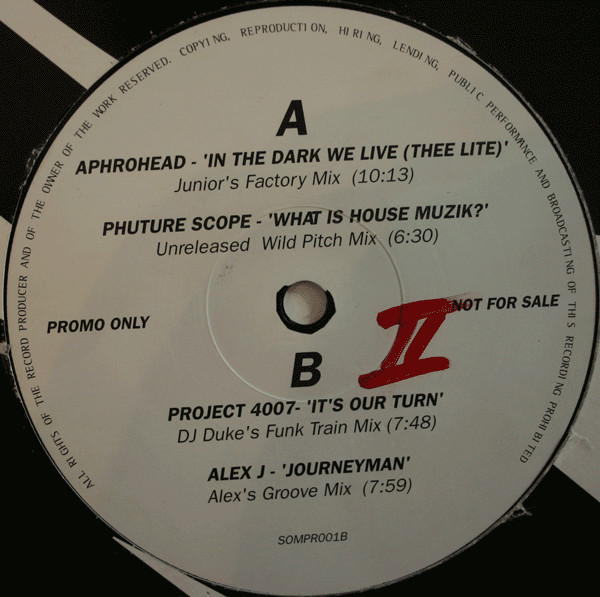 ALL RIGHTS OF THE RECORD PRODUCER AND OF THE OWNER OF THE WORK RESERVED. COPYING, REPRODUCTION, HIRING, LENDING, PUBLIC PERFORMANCE AND BROADCASTING OF THIS RECORDING PROHIBITED
A
APHROHEAD - 'IN THE DARK WE LIVE (THEE LITE)'
Junior's Factory Mix (10:13)
PHUTURE SCOPE - 'WHAT IS HOUSE MUZIK?'
Unreleased Wild Pitch Mix (6:30)
PROMO ONLY
NOT FOR SALE
II
B
PROJECT 4007- 'IT'S OUR TURN'
DJ Duke's Funk Train Mix (7:48)
ALEX J - 'JOURNEYMAN'
Alex's Groove Mix (7:59)
SOMPR001B